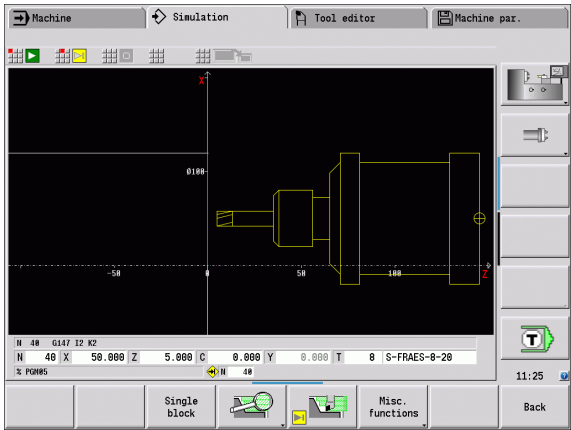 Machine
Simulation
Tool editor
Machine par.
X
Ø100
-50
0
50
100
Z
N 40 G147 I2 K2
N 40 X 50.000 Z 5.000 C 0.000 Y 0.000 T 8 S-FRAES-8-20
% PGM05
N 40
T
11:25
Single
block
Misc.
functions
Back